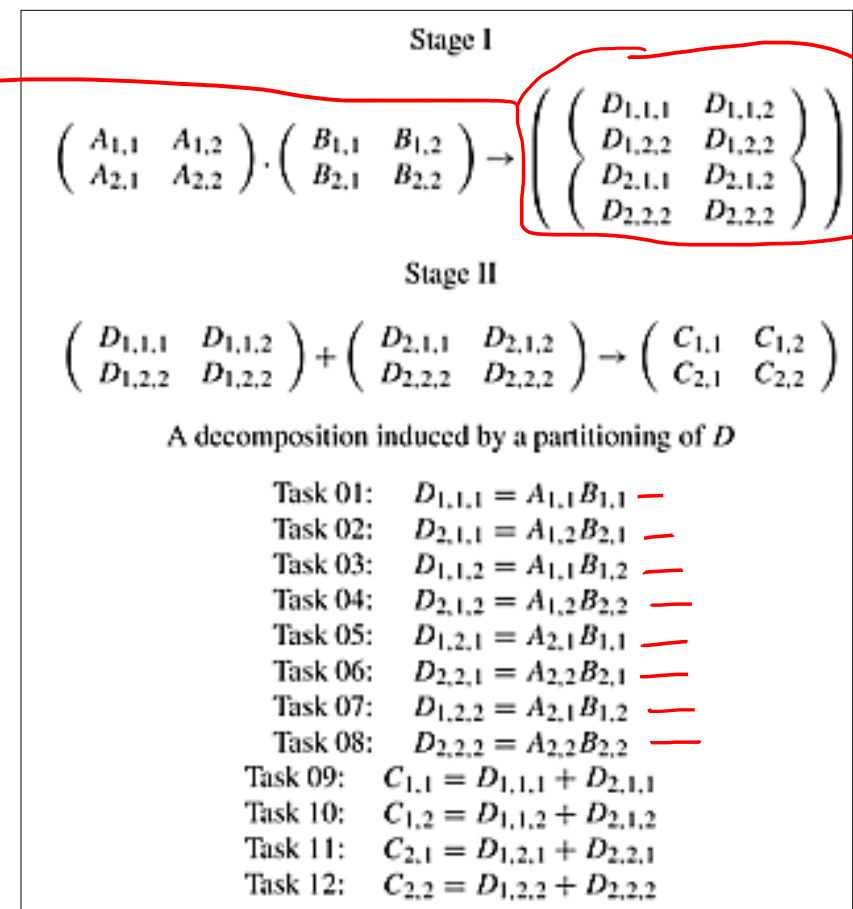 Stage I
( A1,1 A1,2 ) . ( B1,1 B1,2 ) → ( ( D1,1,1 D1,1,2 )
( A2,1 A2,2 ) ( B2,1 B2,2 ) ( D1,2,2 D1,2,2 )
( D2,1,1 D2,1,2 )
( D2,2,2 D2,2,2 ) )
Stage II
( D1,1,1 D1,1,2 ) + ( D2,1,1 D2,1,2 ) → ( C1,1 C1,2 )
( D1,2,2 D1,2,2 ) ( D2,2,2 D2,2,2 ) ( C2,1 C2,2 )
A decomposition induced by a partitioning of D
Task 01: D1,1,1 = A1,1B1,1
Task 02: D2,1,1 = A1,2B2,1
Task 03: D1,1,2 = A1,1B1,2
Task 04: D2,1,2 = A1,2B2,2
Task 05: D1,2,1 = A2,1B1,1
Task 06: D2,2,1 = A2,2B2,1
Task 07: D1,2,2 = A2,1B1,2
Task 08: D2,2,2 = A2,2B2,2
Task 09: C1,1 = D1,1,1 + D2,1,1
Task 10: C1,2 = D1,1,2 + D2,1,2
Task 11: C2,1 = D1,2,1 + D2,2,1
Task 12: C2,2 = D1,2,2 + D2,2,2